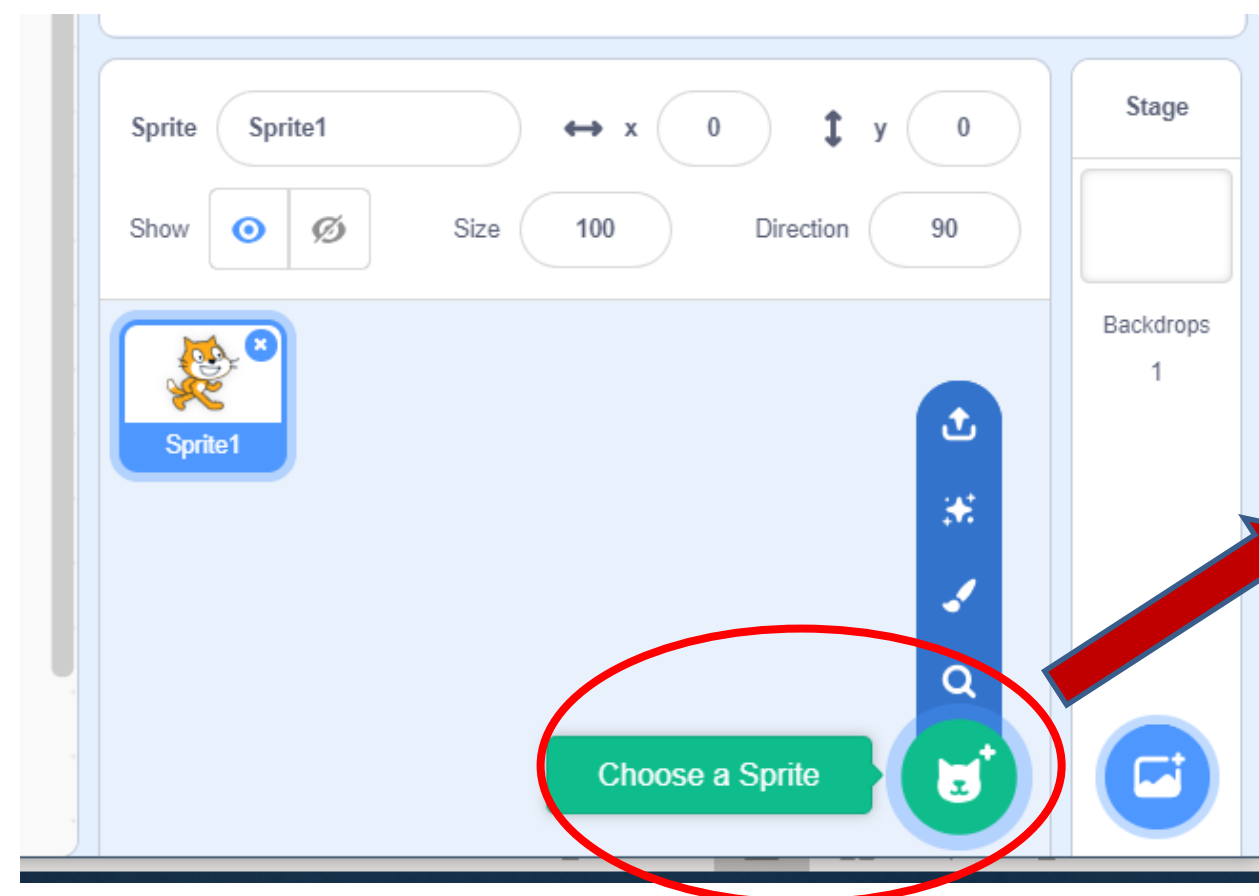 Sprite Sprite1 x 0 y 0 Stage
Show Size 100 Direction 90
Backdrops
1
Sprite1
Choose a Sprite